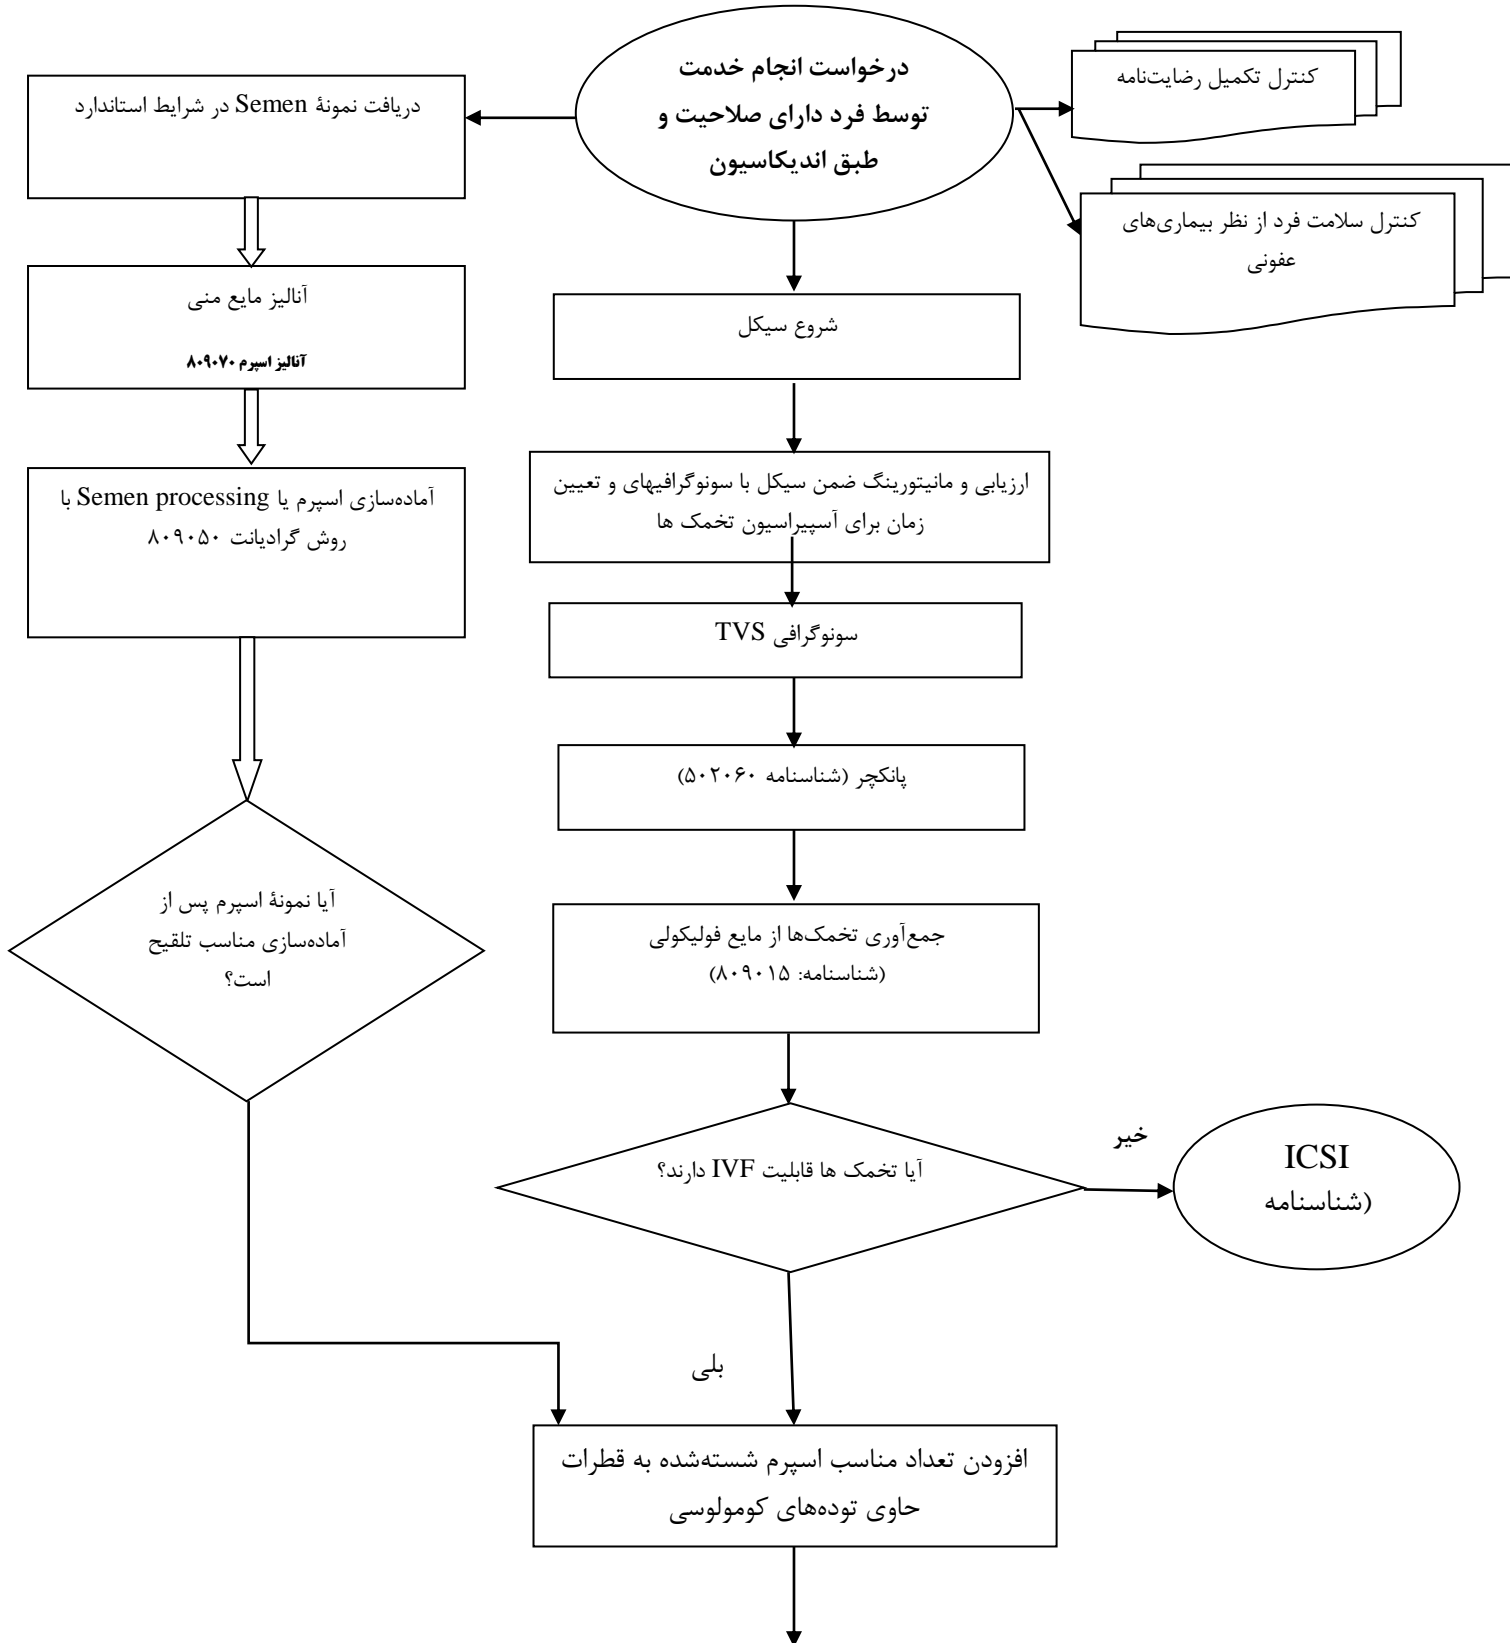 درخواست انجام خدمت
توسط فرد دارای صلاحیت و
طبق اندیکاسیون
کنترل تکمیل رضایت‌نامه
کنترل سلامت فرد از نظر بیماری‌های
عفونی
دریافت نمونهٔ Semen در شرایط استاندارد
آنالیز مایع منی
آنالیز اسپرم ۸۰۹۰۷۰
آماده‌سازی اسپرم یا Semen processing با
روش گرادیانت ۸۰۹۰۵۰
آیا نمونهٔ اسپرم پس از
آماده‌سازی مناسب تلقیح
است؟
شروع سیکل
ارزیابی و مانیتورینگ ضمن سیکل با سونوگرافیهای و تعیین
زمان برای آسپیراسیون تخمک ها
سونوگرافی TVS
پانکچر (شناسنامه ۵۰۲۰۶۰)
جمع‌آوری تخمک‌ها از مایع فولیکولی
(شناسنامه: ۸۰۹۰۱۵)
آیا تخمک ها قابلیت IVF دارند؟
خیر
ICSI
(شناسنامه
بلی
افزودن تعداد مناسب اسپرم شسته‌شده به قطرات
حاوی توده‌های کومولوسی